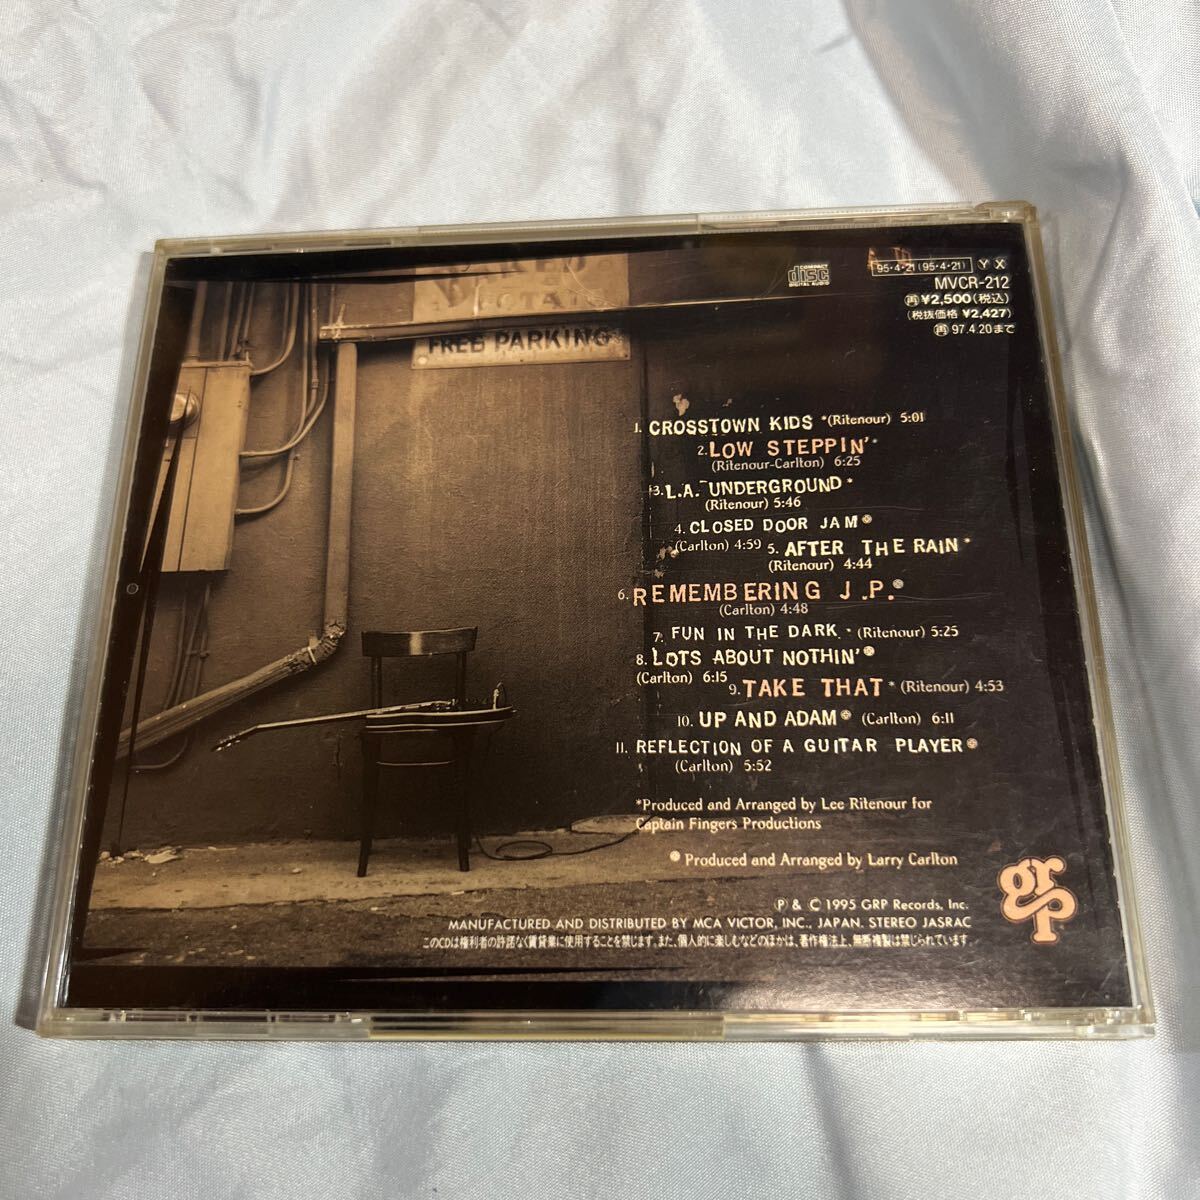 FREE PARKING
COMPACT
disc
DIGITAL AUDIO
95・4・21(95・4・21) Y X
MVCR-212
再¥2,500(税込)
(税抜価格 ¥2,427)
再97.4.20まで
1. CROSSTOWN KIDS *(Ritenour) 5:01
2. LOW STEPPIN'*
(Ritenour-Carlton) 6:25
3. L.A. UNDERGROUND *
(Ritenour) 5:46
4. CLOSED DOOR JAM
(Carlton) 4:59 5. AFTER THE RAIN *
(Ritenour) 4:44
6. REMEMBERING J.P.
(Carlton) 4:48
7. FUN IN THE DARK * (Ritenour) 5:25
8. LOTS ABOUT NOTHIN'
(Carlton) 6:15 9. TAKE THAT * (Ritenour) 4:53
10. UP AND ADAM (Carlton) 6:11
11. REFLECTION OF A GUITAR PLAYER
(Carlton) 5:52
*Produced and Arranged by Lee Ritenour for
Captain Fingers Productions
Produced and Arranged by Larry Carlton
Ⓟ & © 1995 GRP Records, Inc.
MANUFACTURED AND DISTRIBUTED BY MCA VICTOR, INC., JAPAN. STEREO JASRAC
このCDは権利者の許諾なく賃貸業に使用することを禁じます。また、個人的に楽しむなどのほかは、著作権法上、無断複製は禁じられています。
grp